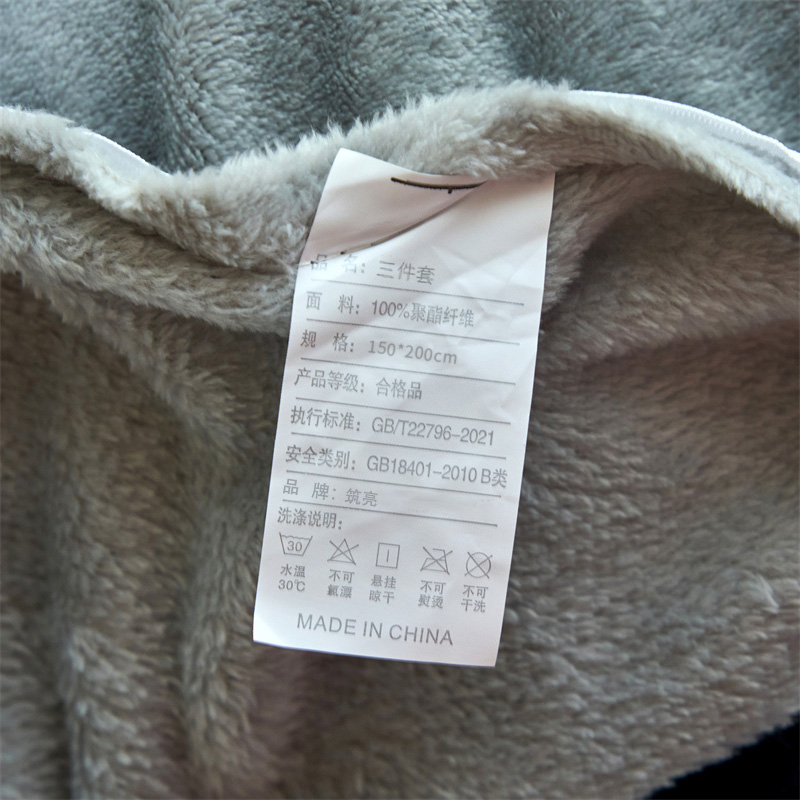 品 名：三件套
面 料：100%聚酯纤维
规 格：150*200cm
产品等级：合格品
执行标准：GB/T22796-2021
安全类别：GB18401-2010 B类
品 牌：筑亮
洗涤说明：
30
水温 不可 悬挂 不可 不可
30℃ 氯漂 晾干 熨烫 干洗
MADE IN CHINA